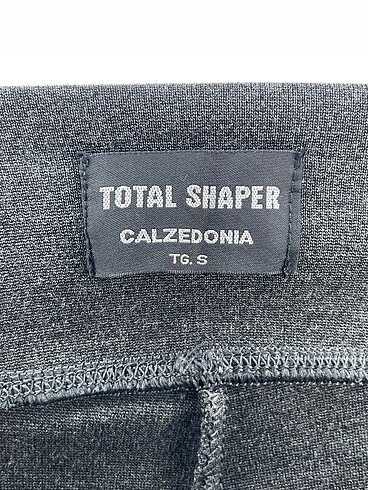 TOTAL SHAPER
CALZEDONIA
TG. S